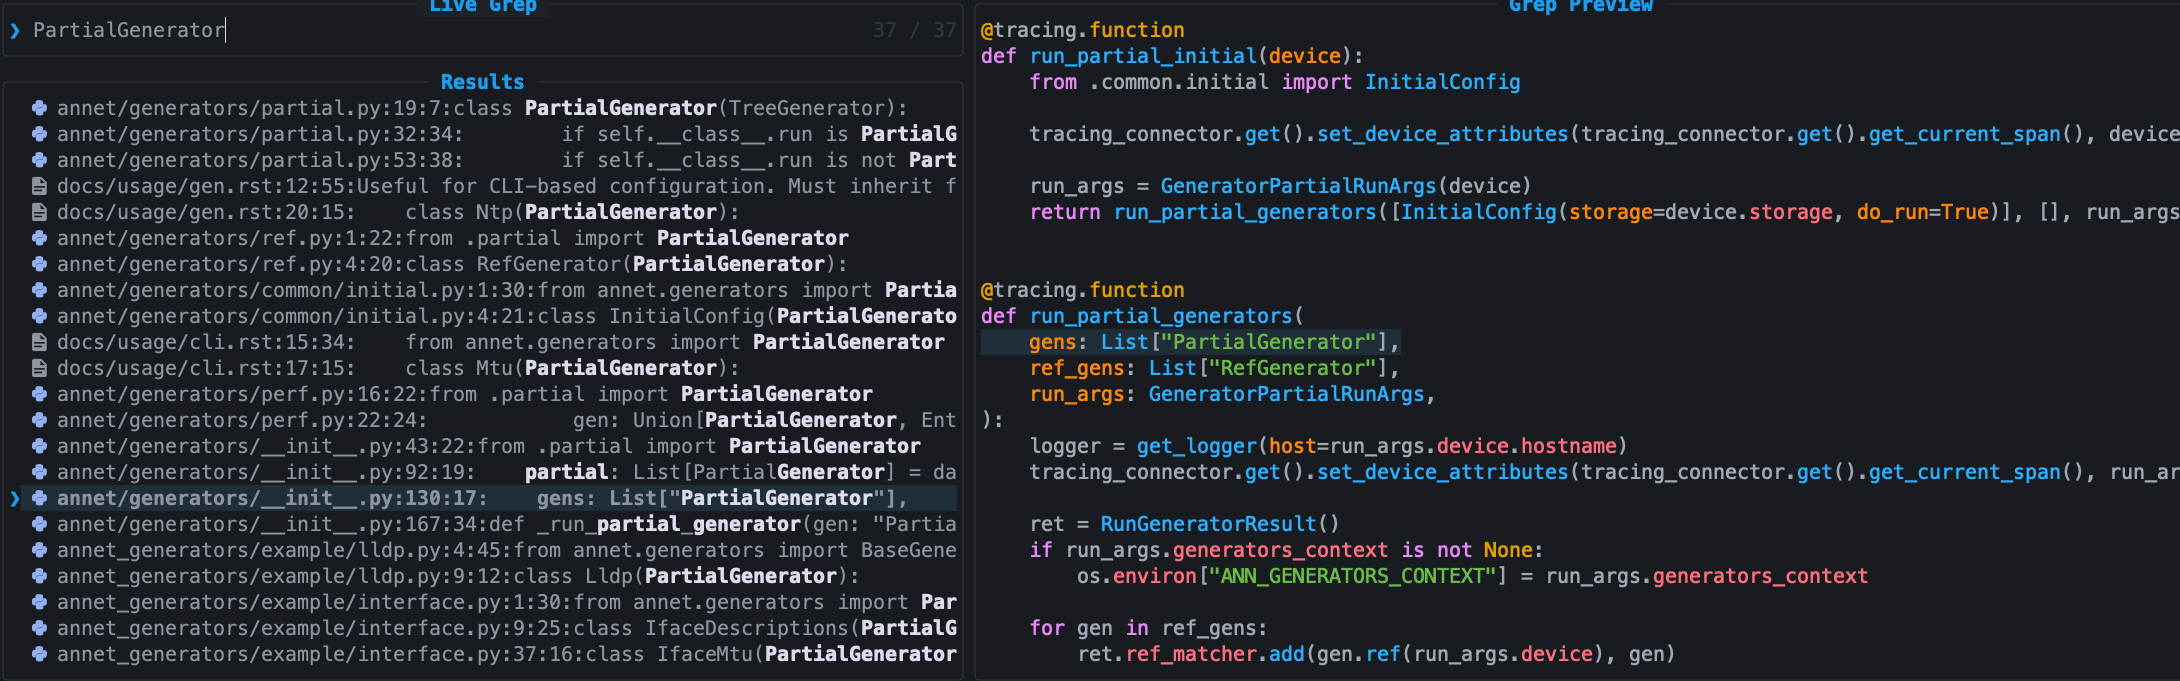 Live Grep
❯ PartialGenerator 37 / 37
Results
annet/generators/partial.py:19:7:class PartialGenerator(TreeGenerator):
annet/generators/partial.py:32:34:        if self.__class__.run is PartialG
annet/generators/partial.py:53:38:        if self.__class__.run is not Part
docs/usage/gen.rst:12:55:Useful for CLI-based configuration. Must inherit f
docs/usage/gen.rst:20:15:    class Ntp(PartialGenerator):
annet/generators/ref.py:1:22:from .partial import PartialGenerator
annet/generators/ref.py:4:20:class RefGenerator(PartialGenerator):
annet/generators/common/initial.py:1:30:from annet.generators import Partia
annet/generators/common/initial.py:4:21:class InitialConfig(PartialGenerato
docs/usage/cli.rst:15:34:    from annet.generators import PartialGenerator
docs/usage/cli.rst:17:15:    class Mtu(PartialGenerator):
annet/generators/perf.py:16:22:from .partial import PartialGenerator
annet/generators/perf.py:22:24:            gen: Union[PartialGenerator, Ent
annet/generators/__init__.py:43:22:from .partial import PartialGenerator
annet/generators/__init__.py:92:19:    partial: List[PartialGenerator] = da
❯ annet/generators/__init__.py:130:17:    gens: List["PartialGenerator"],
annet/generators/__init__.py:167:34:def _run_partial_generator(gen: "Partia
annet_generators/example/lldp.py:4:45:from annet.generators import BaseGene
annet_generators/example/lldp.py:9:12:class Lldp(PartialGenerator):
annet_generators/example/interface.py:1:30:from annet.generators import Par
annet_generators/example/interface.py:9:25:class IfaceDescriptions(PartialG
annet_generators/example/interface.py:37:16:class IfaceMtu(PartialGenerator
Grep Preview
@tracing.function
def run_partial_initial(device):
    from .common.initial import InitialConfig
    tracing_connector.get().set_device_attributes(tracing_connector.get().get_current_span(), device
    run_args = GeneratorPartialRunArgs(device)
    return run_partial_generators([InitialConfig(storage=device.storage, do_run=True)], [], run_args
@tracing.function
def run_partial_generators(
    gens: List["PartialGenerator"],
    ref_gens: List["RefGenerator"],
    run_args: GeneratorPartialRunArgs,
):
    logger = get_logger(host=run_args.device.hostname)
    tracing_connector.get().set_device_attributes(tracing_connector.get().get_current_span(), run_ar
    ret = RunGeneratorResult()
    if run_args.generators_context is not None:
        os.environ["ANN_GENERATORS_CONTEXT"] = run_args.generators_context
    for gen in ref_gens:
        ret.ref_matcher.add(gen.ref(run_args.device), gen)